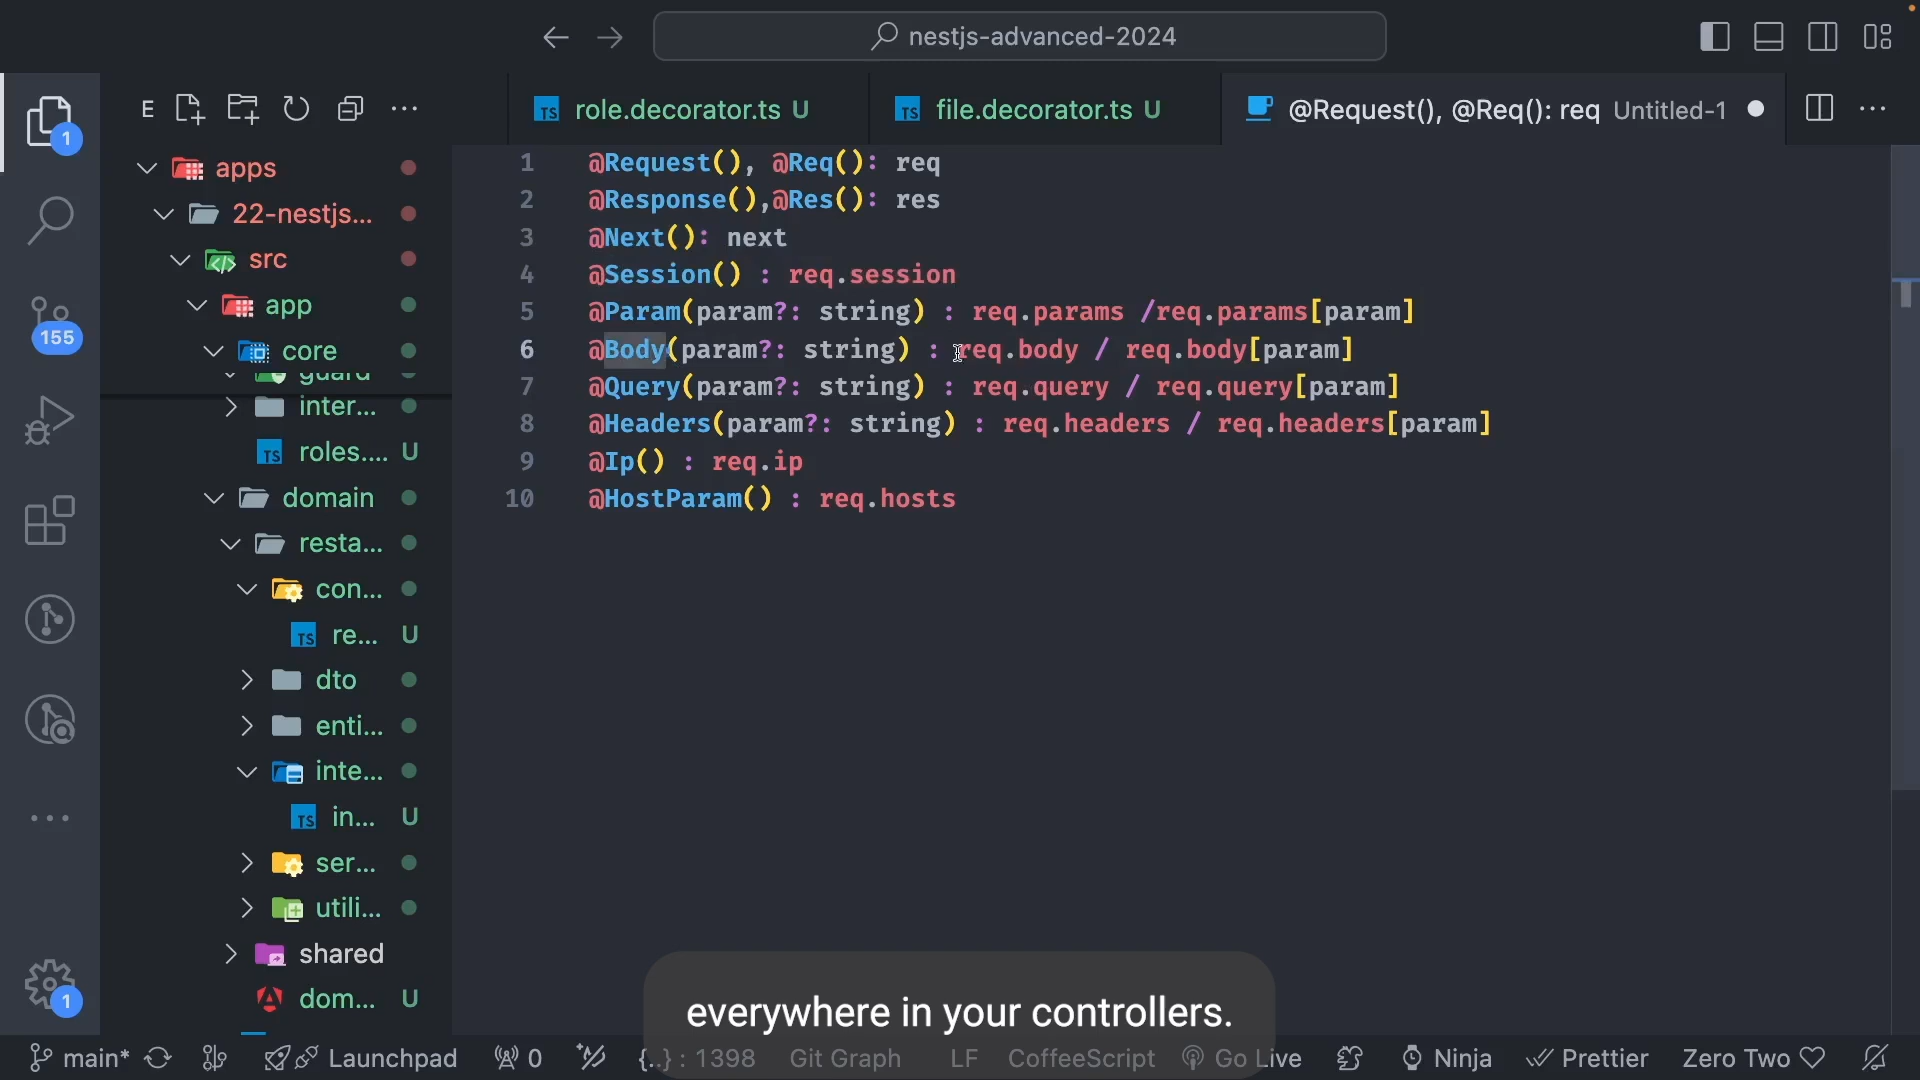 nestjs-advanced-2024
E
role.decorator.ts U
file.decorator.ts U
@Request(), @Req(): req Untitled-1
1
apps
22-nestjs...
src
app
core
155
inter...
roles.... U
domain
resta...
con...
re... U
dto
enti...
inte...
in... U
ser...
utili...
shared
dom... U
1
1 @Request(), @Req(): req
2 @Response(),@Res(): res
3 @Next(): next
4 @Session() : req.session
5 @Param(param?: string) : req.params /req.params[param]
6 @Body(param?: string) : req.body / req.body[param]
7 @Query(param?: string) : req.query / req.query[param]
8 @Headers(param?: string) : req.headers / req.headers[param]
9 @Ip() : req.ip
10 @HostParam() : req.hosts
everywhere in your controllers.
main* Launchpad 0 {..} : 1398 Git Graph LF CoffeeScript Go Live Ninja Prettier Zero Two